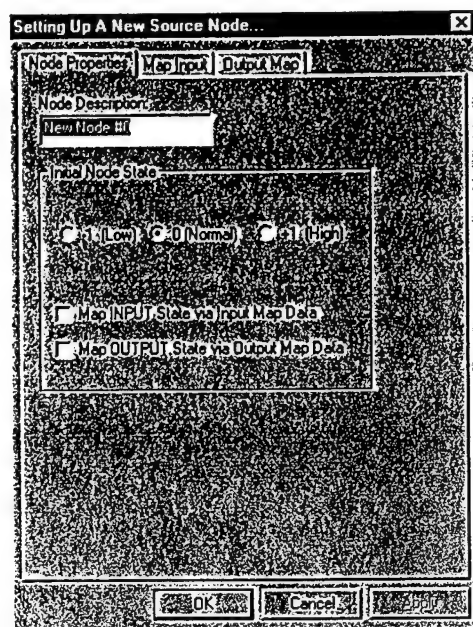 Setting Up A New Source Node...
Node Properties Map Input Output Map
Node Description:
New Node #0
Initial Node State
-1 (Low) 0 (Normal) +1 (High)
Map INPUT State via Input Map Data
Map OUTPUT State via Output Map Data
OK Cancel Apply